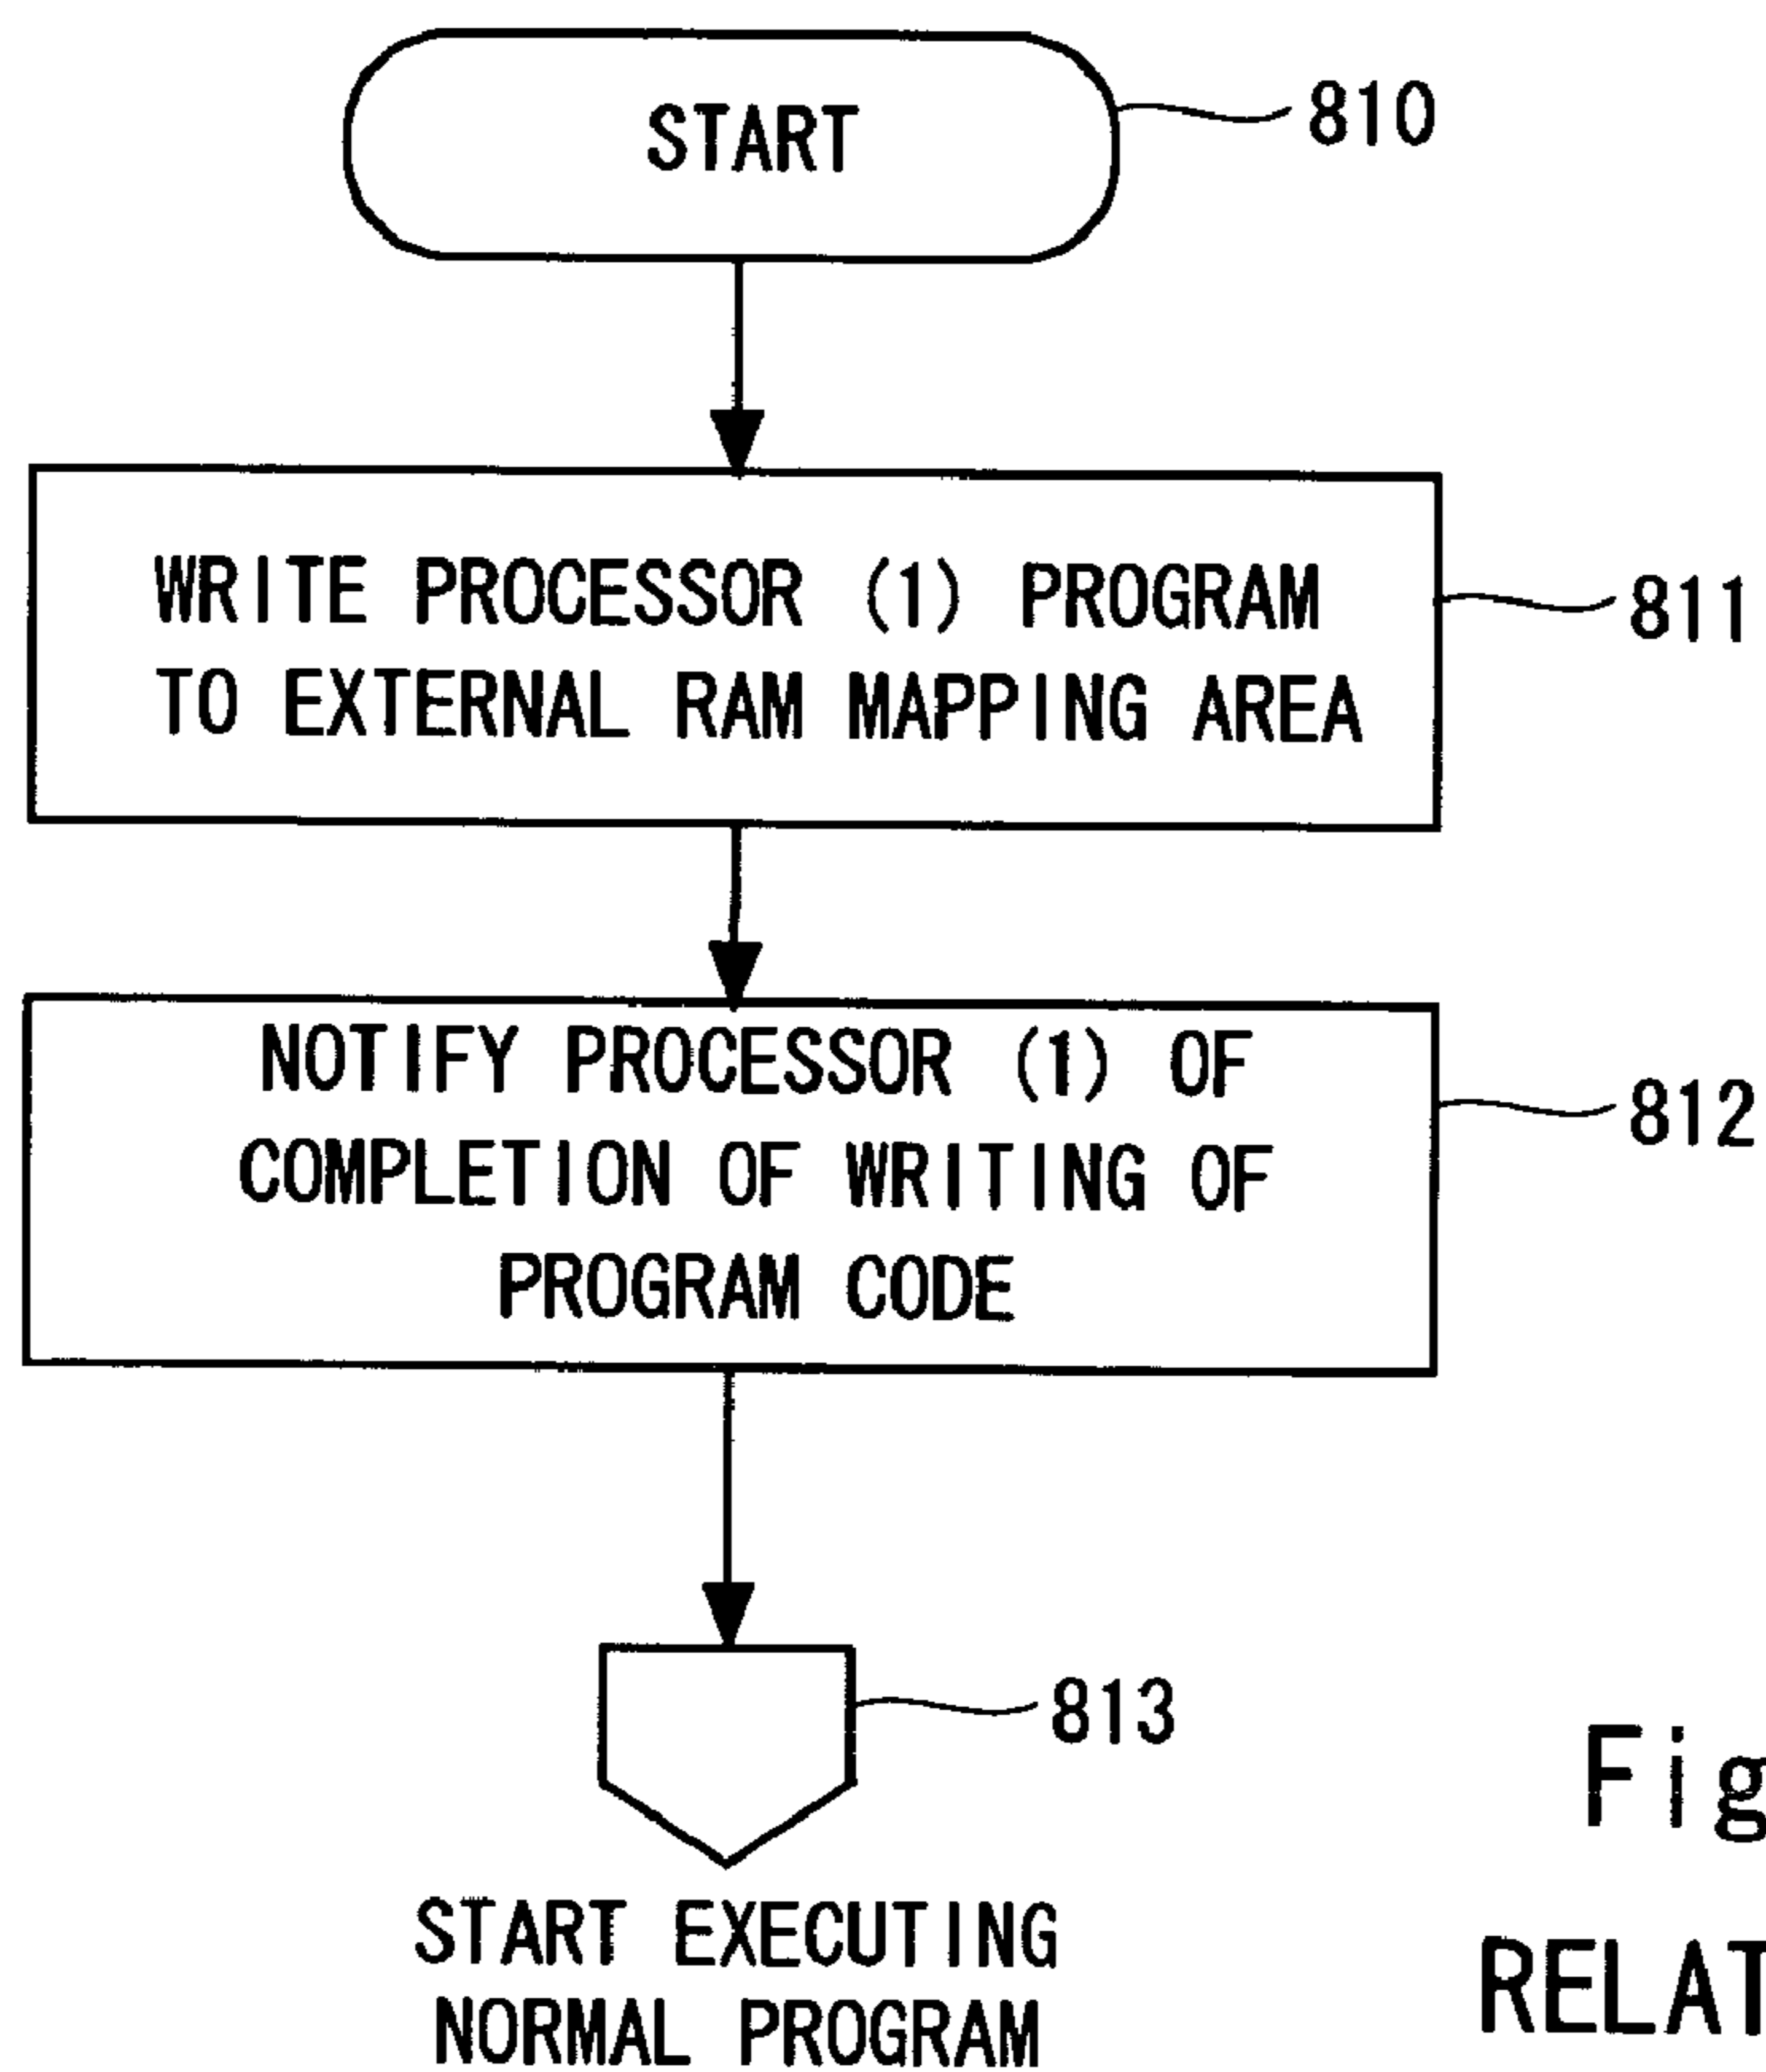 START
810
WRITE PROCESSOR (1) PROGRAM
811
TO EXTERNAL RAM MAPPING AREA
NOTIFY PROCESSOR (1) OF
812
COMPLETION OF WRITING OF
PROGRAM CODE
813
Fig
START EXECUTING
NORMAL PROGRAM
RELAT